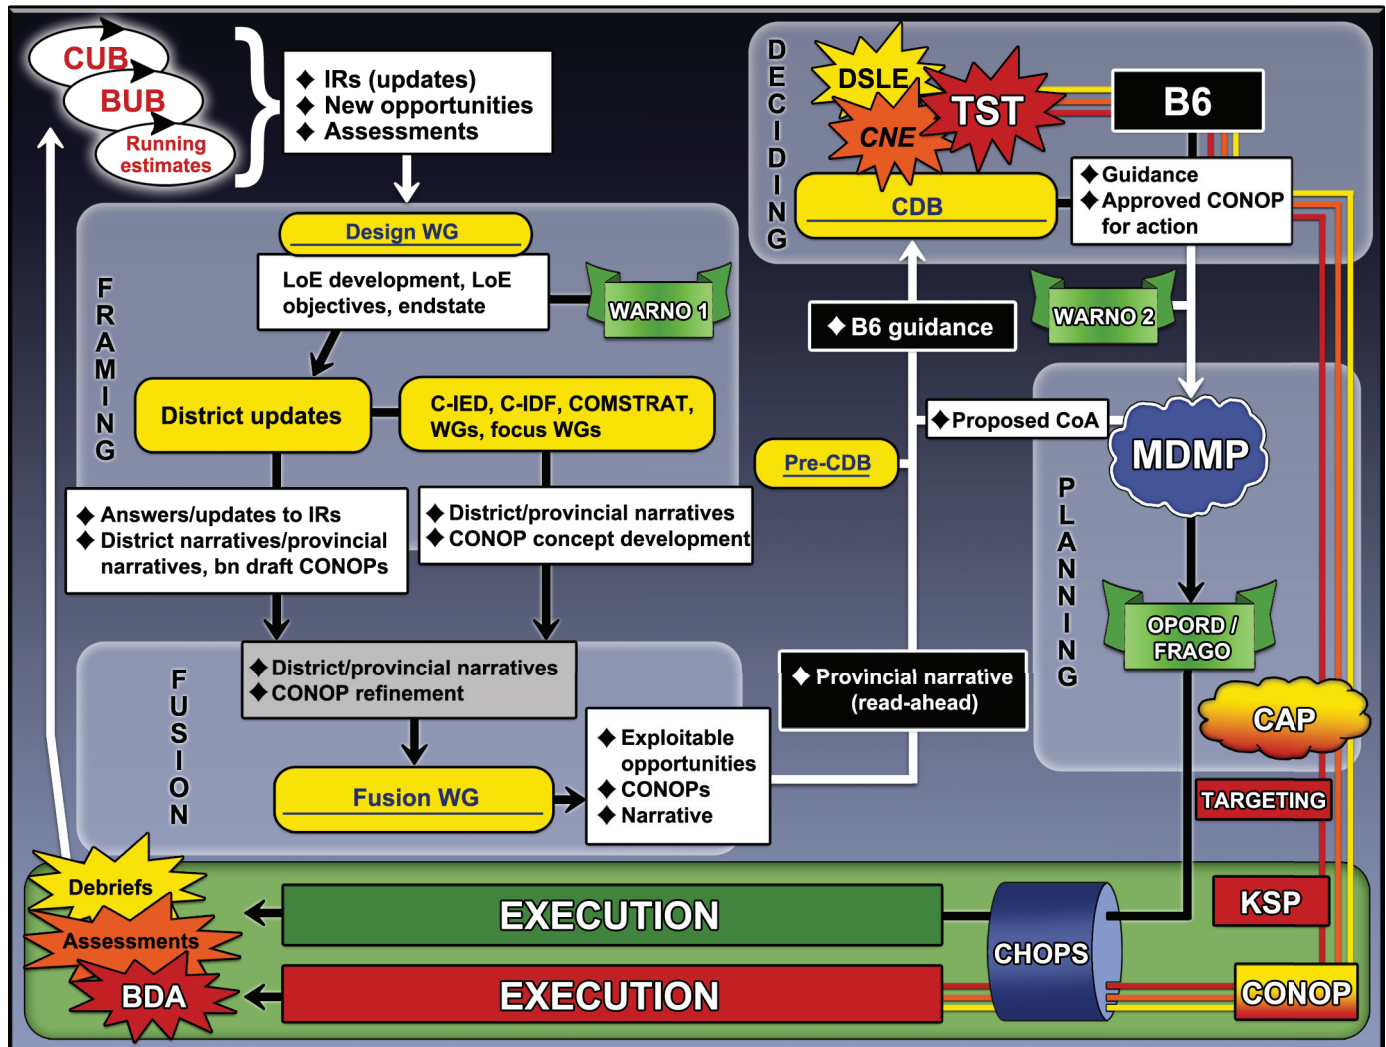 CUB
BUB
Running
estimates
IRs (updates)
New opportunities
Assessments
FRAMING
Design WG
LoE development, LoE
objectives, endstate
WARNO 1
District updates
C-IED, C-IDF, COMSTRAT,
WGs, focus WGs
Answers/updates to IRs
District narratives/provincial
narratives, bn draft CONOPs
District/provincial narratives
CONOP concept development
FUSION
District/provincial narratives
CONOP refinement
Fusion WG
Exploitable
opportunities
CONOPs
Narrative
Provincial narrative
(read-ahead)
Pre-CDB
B6 guidance
DECIDING
DSLE
CNE
TST
B6
CDB
Guidance
Approved CONOP
for action
WARNO 2
PLANNING
Proposed CoA
MDMP
OPORD /
FRAGO
CAP
TARGETING
KSP
CONOP
CHOPS
EXECUTION
EXECUTION
Debriefs
Assessments
BDA